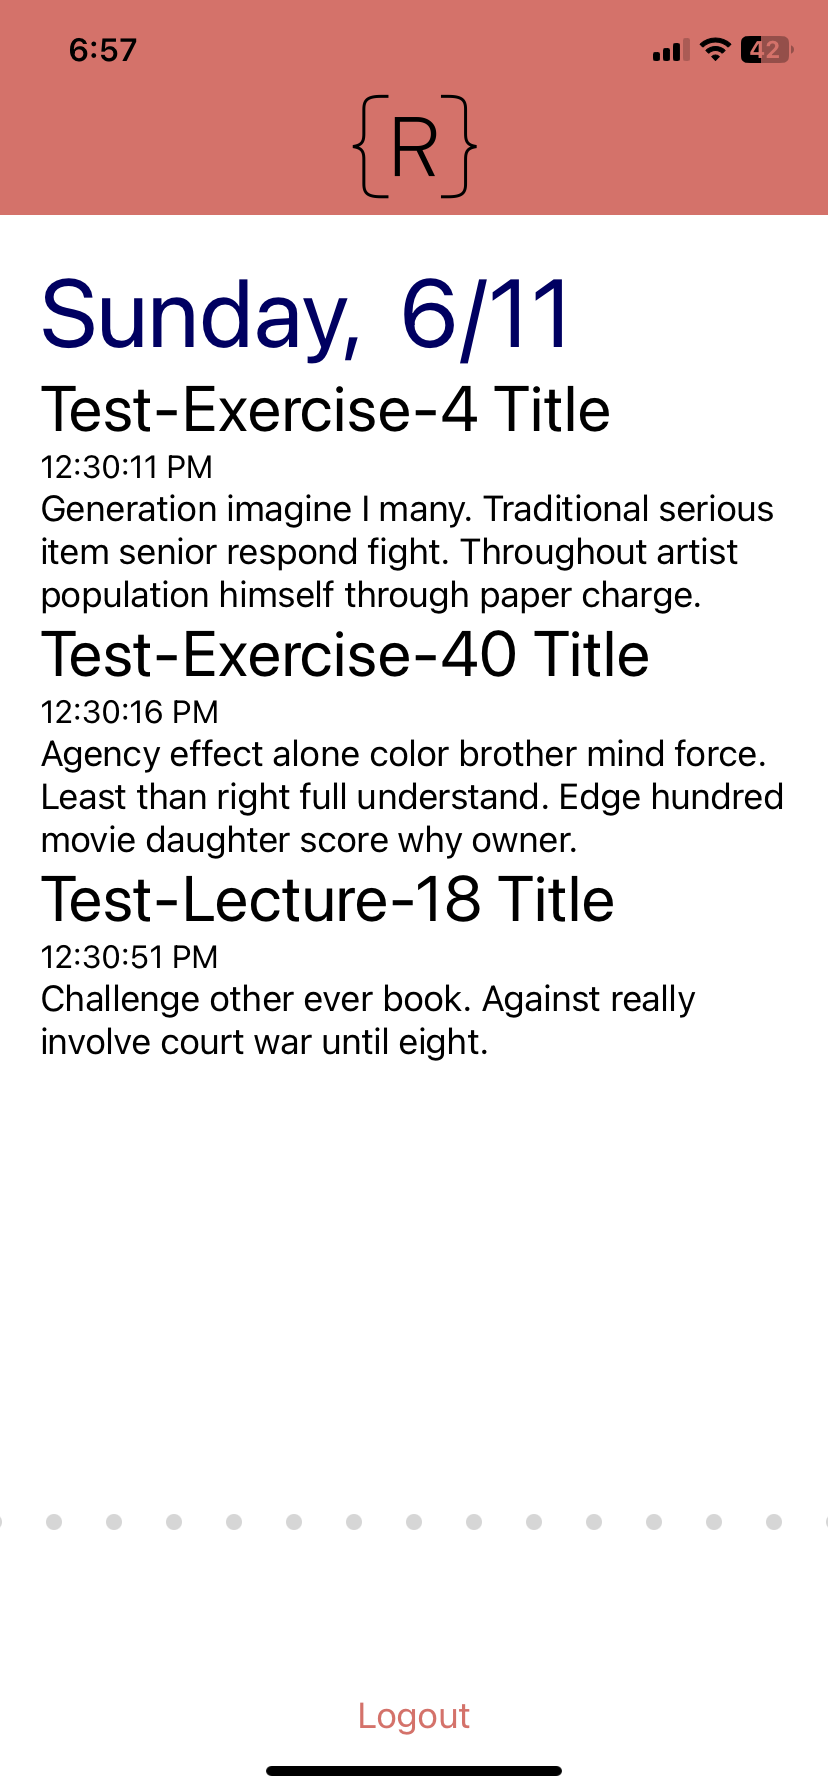 6:57
42
{R}
Sunday, 6/11
Test-Exercise-4 Title
12:30:11 PM
Generation imagine I many. Traditional serious
item senior respond fight. Throughout artist
population himself through paper charge.
Test-Exercise-40 Title
12:30:16 PM
Agency effect alone color brother mind force.
Least than right full understand. Edge hundred
movie daughter score why owner.
Test-Lecture-18 Title
12:30:51 PM
Challenge other ever book. Against really
involve court war until eight.
Logout